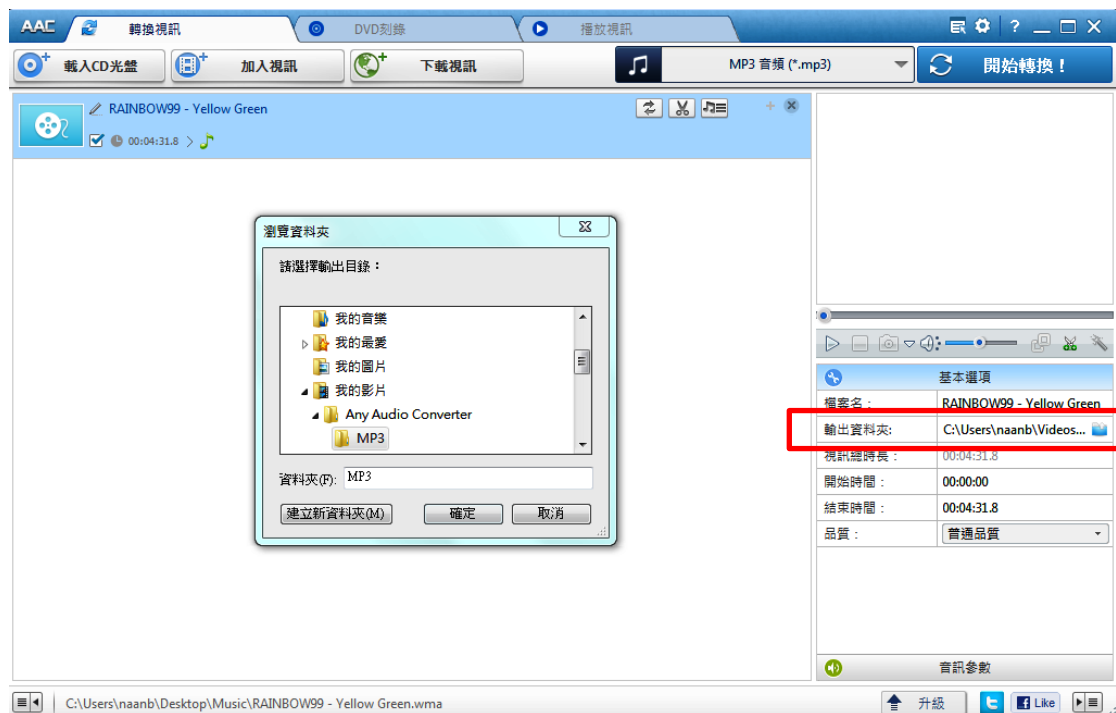 AAC 轉換視訊 DVD刻錄 播放視訊 ?
載入CD光盤 加入視訊 下載視訊 MP3 音頻 (*.mp3) 開始轉換！
RAINBOW99 - Yellow Green
00:04:31.8
瀏覽資料夾
請選擇輸出目錄：
我的音樂
我的最愛
我的圖片
我的影片
Any Audio Converter
MP3
資料夾(F): MP3
建立新資料夾(M) 確定 取消
基本選項
檔案名： RAINBOW99 - Yellow Green
輸出資料夾: C:\Users\naanb\Videos...
視訊總時長： 00:04:31.8
開始時間： 00:00:00
結束時間： 00:04:31.8
品質： 普通品質
音訊參數
C:\Users\naanb\Desktop\Music\RAINBOW99 - Yellow Green.wma 升級 Like